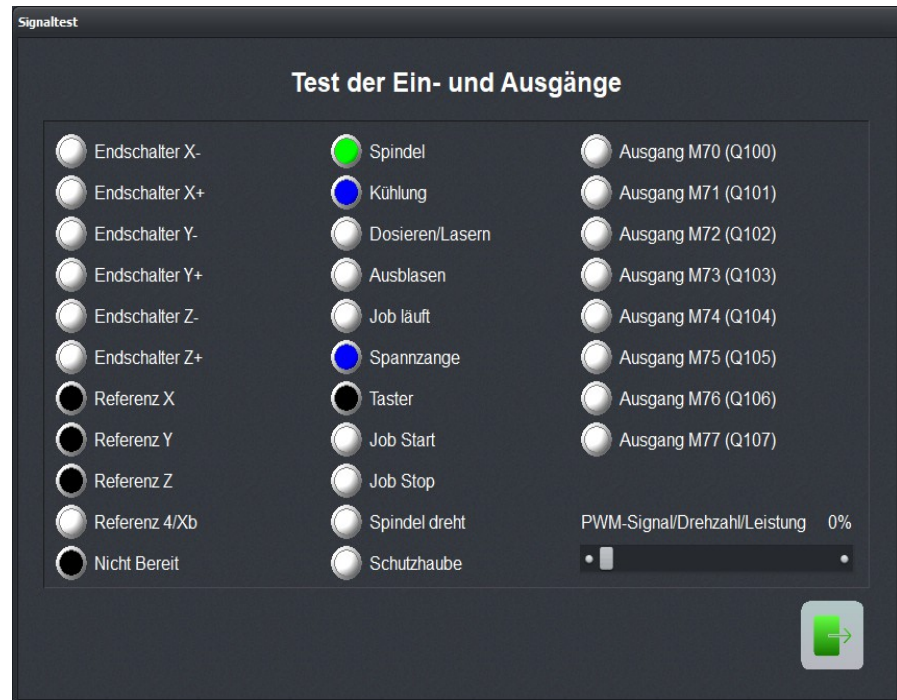 Signaltest
Test der Ein- und Ausgänge
Endschalter X-
Endschalter X+
Endschalter Y-
Endschalter Y+
Endschalter Z-
Endschalter Z+
Referenz X
Referenz Y
Referenz Z
Referenz 4/Xb
Nicht Bereit
Spindel
Kühlung
Dosieren/Lasern
Ausblasen
Job läuft
Spannzange
Taster
Job Start
Job Stop
Spindel dreht
Schutzhaube
Ausgang M70 (Q100)
Ausgang M71 (Q101)
Ausgang M72 (Q102)
Ausgang M73 (Q103)
Ausgang M74 (Q104)
Ausgang M75 (Q105)
Ausgang M76 (Q106)
Ausgang M77 (Q107)
PWM-Signal/Drehzahl/Leistung 0%